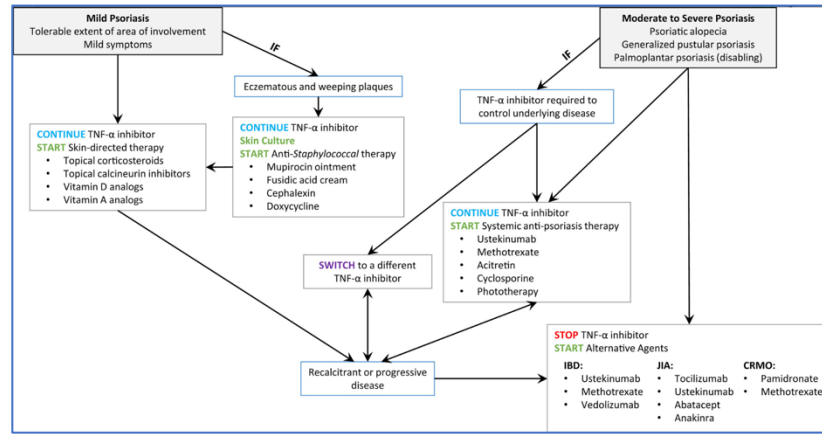 Mild Psoriasis
Tolerable extent of area of involvement
Mild symptoms
IF
Eczematous and weeping plaques
CONTINUE TNF-α inhibitor
START Skin-directed therapy
• Topical corticosteroids
• Topical calcineurin inhibitors
• Vitamin D analogs
• Vitamin A analogs
CONTINUE TNF-α inhibitor
Skin Culture
START Anti-Staphylococcal therapy
• Mupirocin ointment
• Fusidic acid cream
• Cephalexin
• Doxycycline
Moderate to Severe Psoriasis
Psoriatic alopecia
Generalized pustular psoriasis
Palmoplantar psoriasis (disabling)
IF
TNF-α inhibitor required to
control underlying disease
SWITCH to a different
TNF-α inhibitor
CONTINUE TNF-α inhibitor
START Systemic anti-psoriasis therapy
• Ustekinumab
• Methotrexate
• Acitretin
• Cyclosporine
• Phototherapy
Recalcitrant or progressive
disease
STOP TNF-α inhibitor
START Alternative Agents
IBD:
• Ustekinumab
• Methotrexate
• Vedolizumab
JIA:
• Tocilizumab
• Ustekinumab
• Abatacept
• Anakinra
CRMO:
• Pamidronate
• Methotrexate